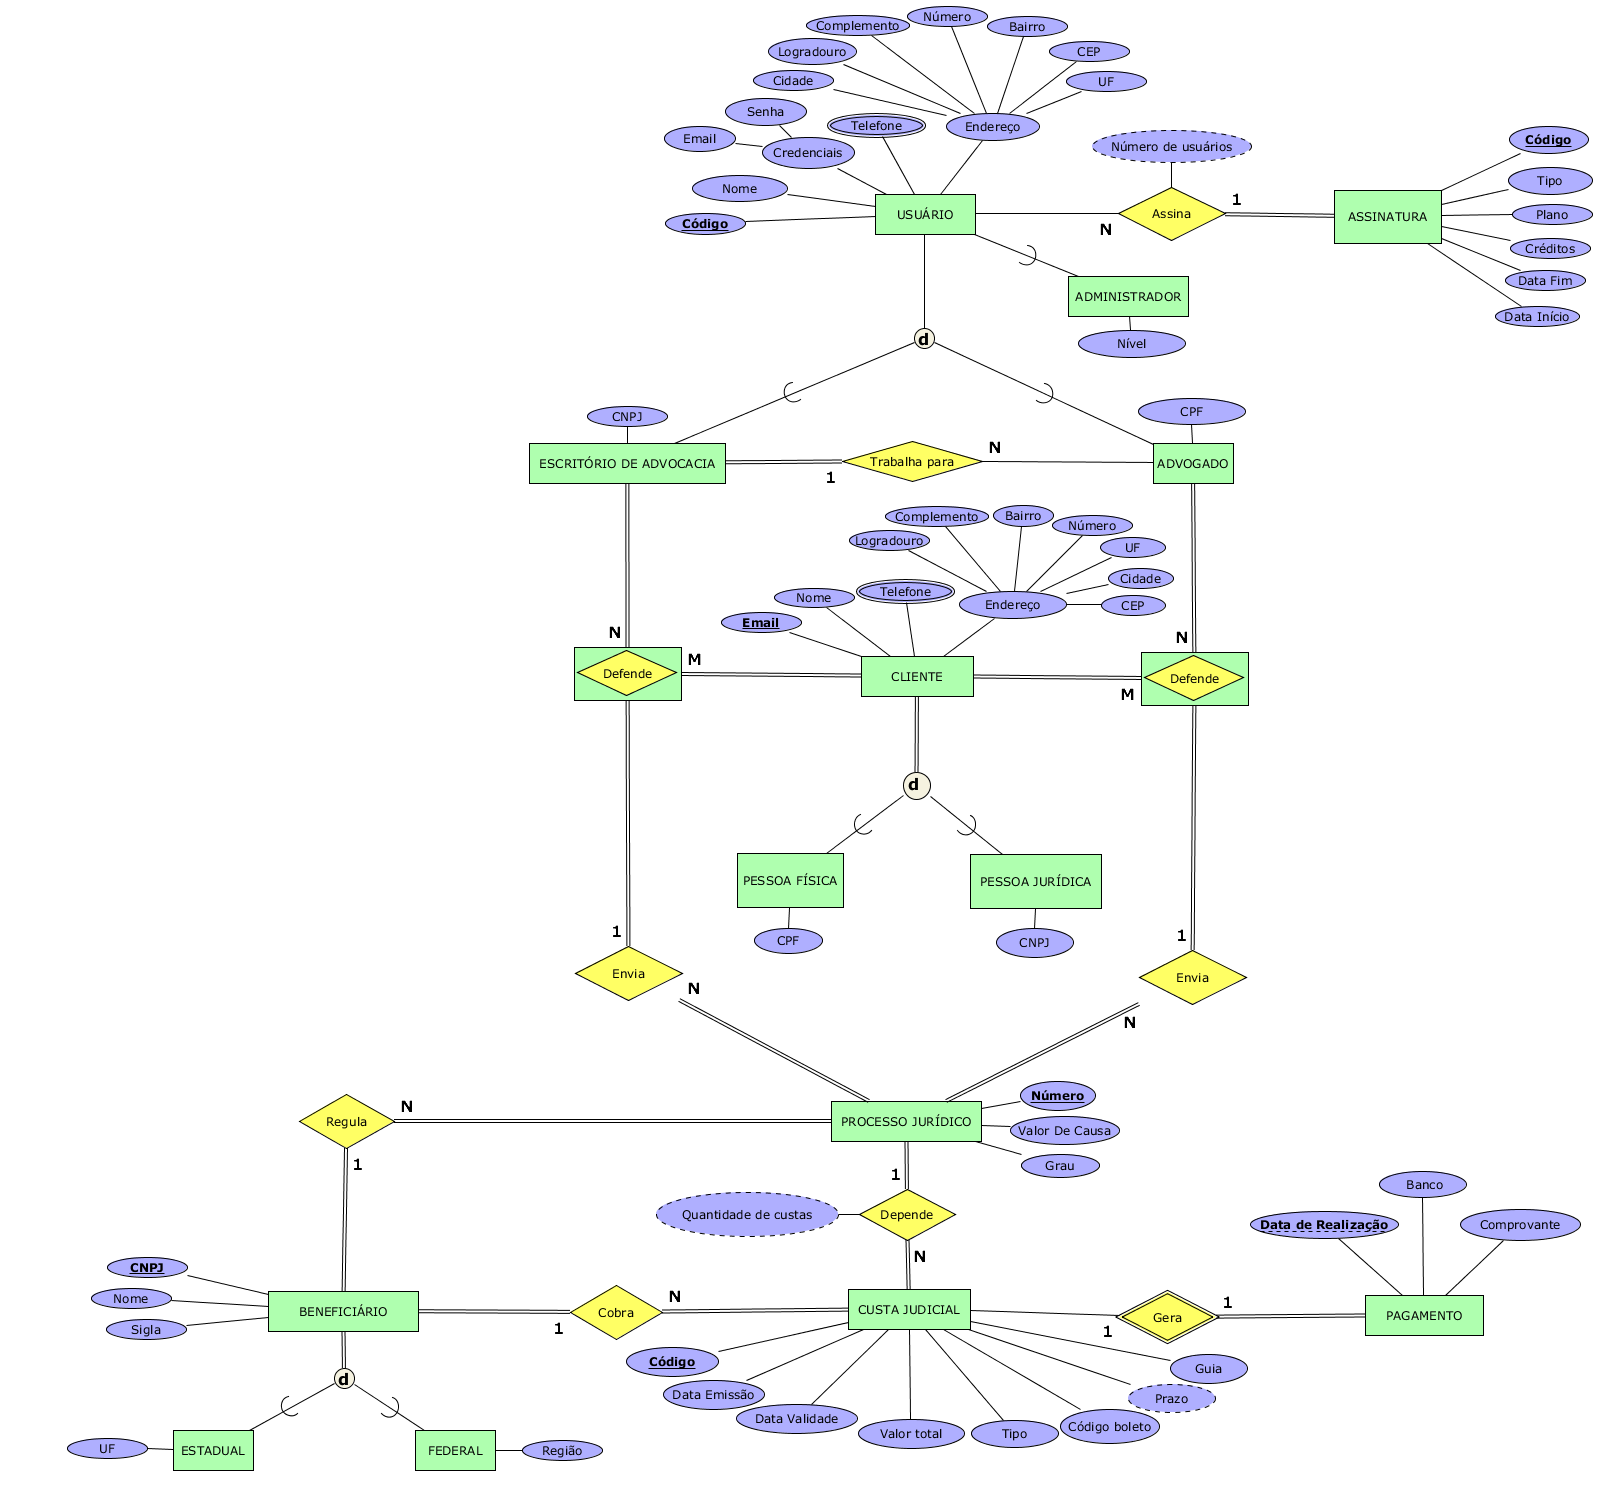 Número
Complemento
Bairro
Logradouro
CEP
Cidade
UF
Senha
Telefone
Endereço
Email
Credenciais
Número de usuários
Código
Nome
Tipo
Código
USUÁRIO
N
Assina
1
ASSINATURA
Plano
Créditos
Data Fim
Data Início
ADMINISTRADOR
Nível
d
CNPJ
CPF
ESCRITÓRIO DE ADVOCACIA
1
Trabalha para
N
ADVOGADO
Complemento
Bairro
Número
Logradouro
UF
Cidade
Nome
Telefone
Endereço
CEP
Email
N
N
Defende
M
CLIENTE
M
Defende
d
PESSOA FÍSICA
PESSOA JURÍDICA
CPF
CNPJ
1
1
Envia
N
Envia
N
Número
Regula
N
PROCESSO JURÍDICO
Valor De Causa
Grau
1
1
Quantidade de custas
Depende
N
Banco
Data de Realização
Comprovante
CNPJ
Nome
Sigla
BENEFICIÁRIO
1
Cobra
N
CUSTA JUDICIAL
1
Gera
1
PAGAMENTO
Código
Data Emissão
Data Validade
Valor total
Tipo
Código boleto
Prazo
Guia
d
UF
ESTADUAL
FEDERAL
Região